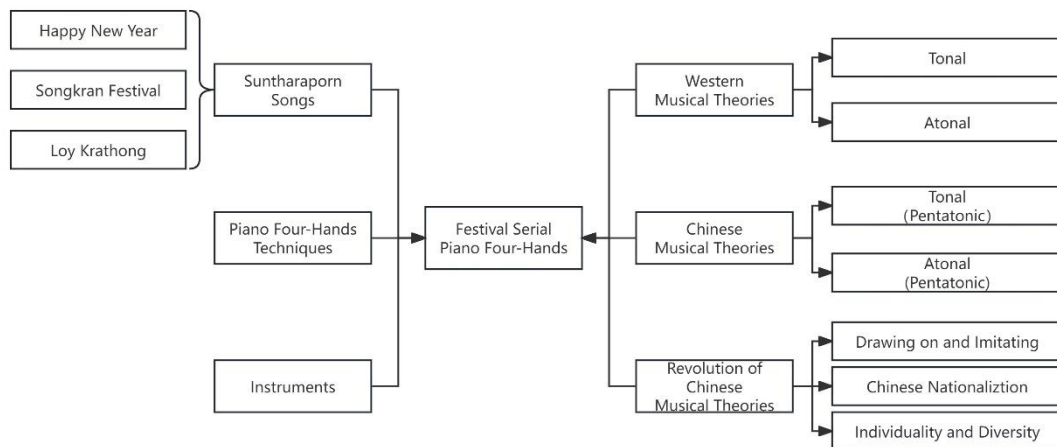 Happy New Year
Songkran Festival
Loy Krathong
Suntharaporn
Songs
Piano Four-Hands
Techniques
Instruments
Festival Serial
Piano Four-Hands
Western
Musical Theories
Chinese
Musical Theories
Revolution of
Chinese
Musical Theories
Tonal
Atonal
Tonal
(Pentatonic)
Atonal
(Pentatonic)
Drawing on and Imitating
Chinese Nationaliztion
Individuality and Diversity